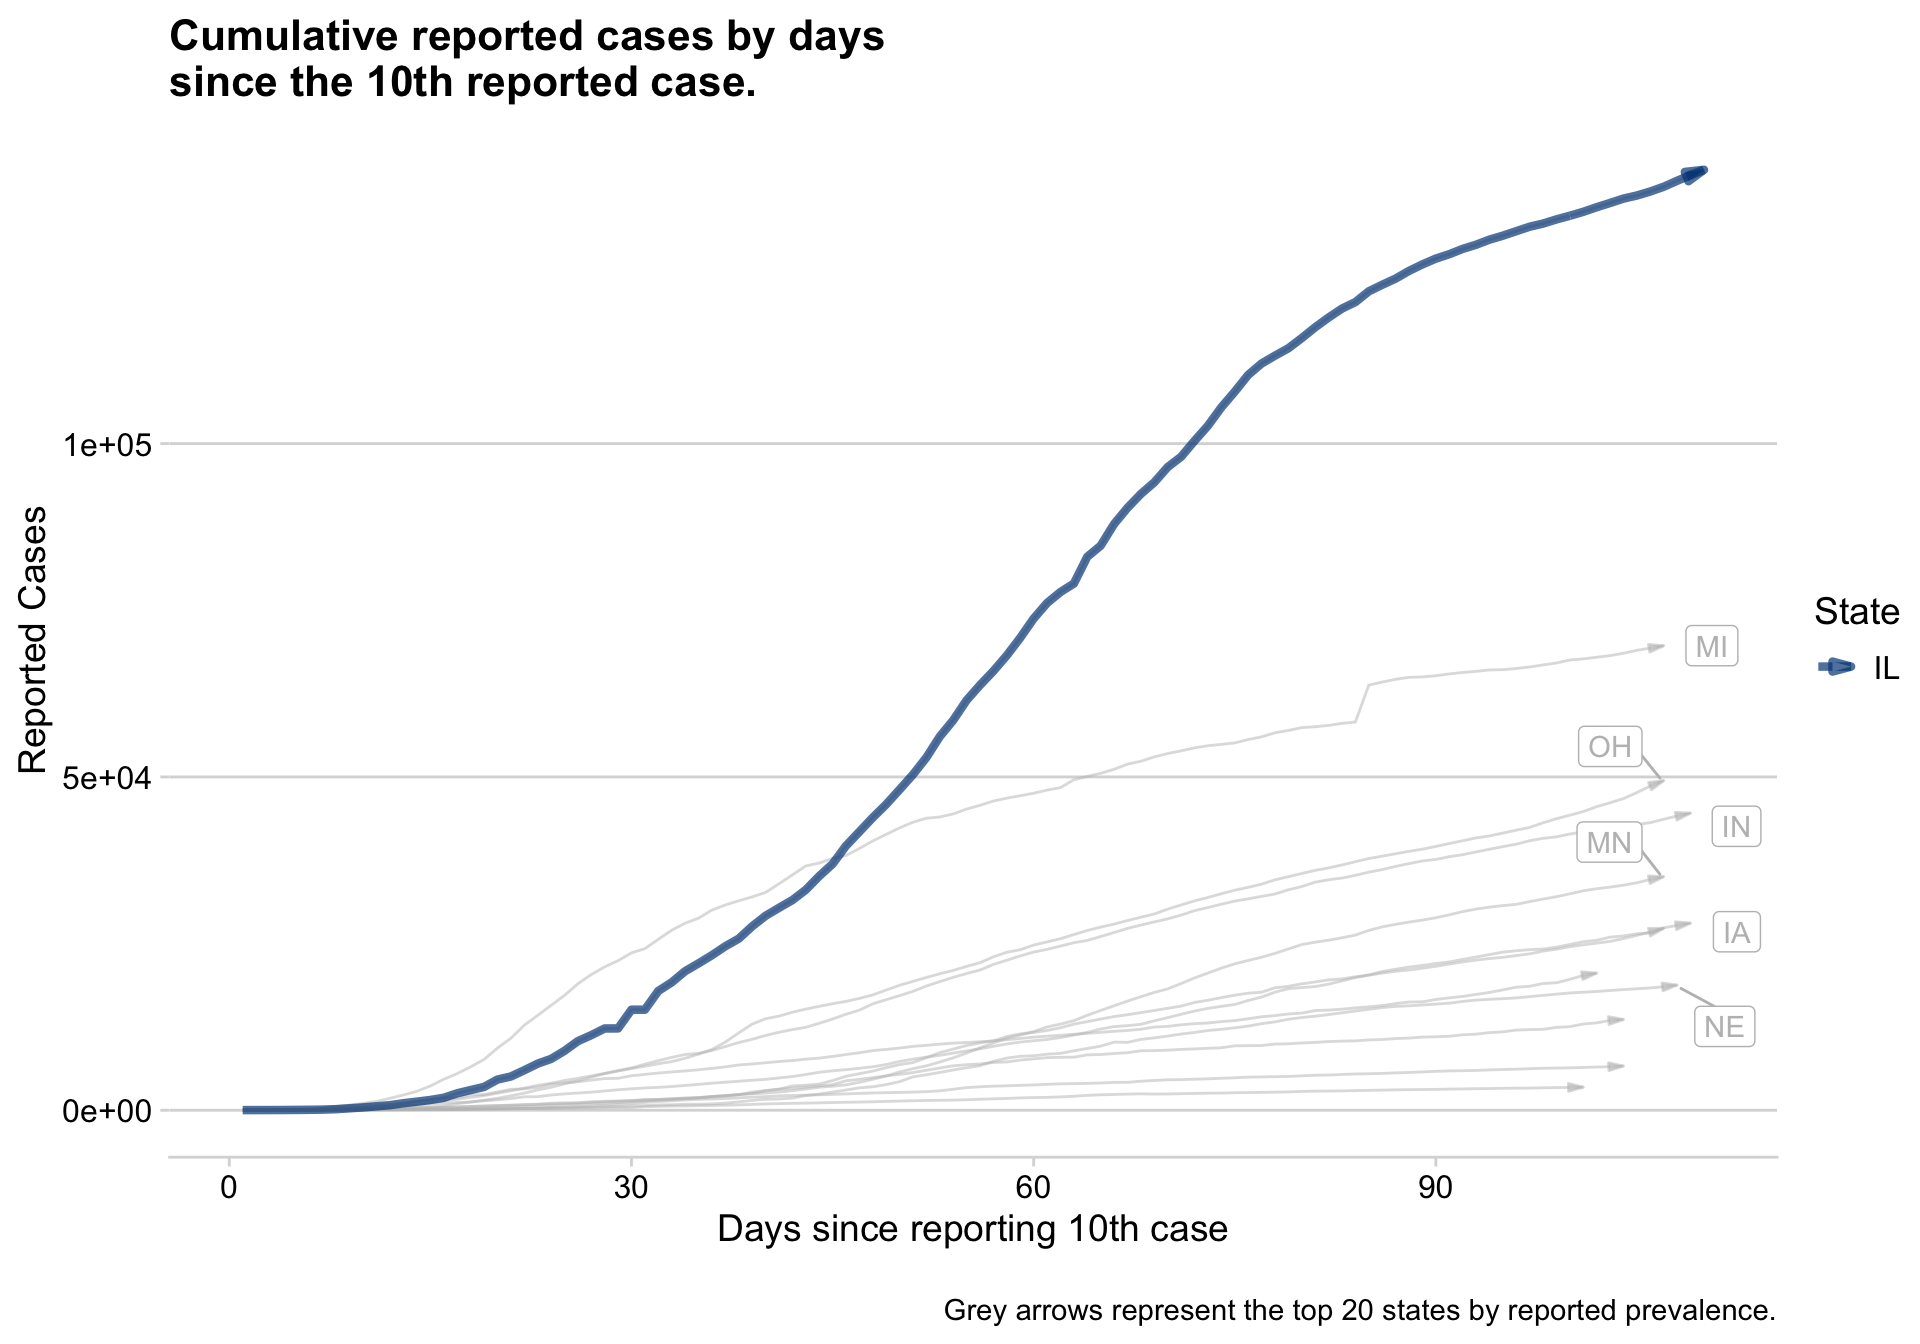 Cumulative reported cases by days
since the 10th reported case.
Reported Cases
1e+05
5e+04
0e+00
MI
OH
IN
MN
IA
NE
State
IL
0
30
60
90
Days since reporting 10th case
Grey arrows represent the top 20 states by reported prevalence.